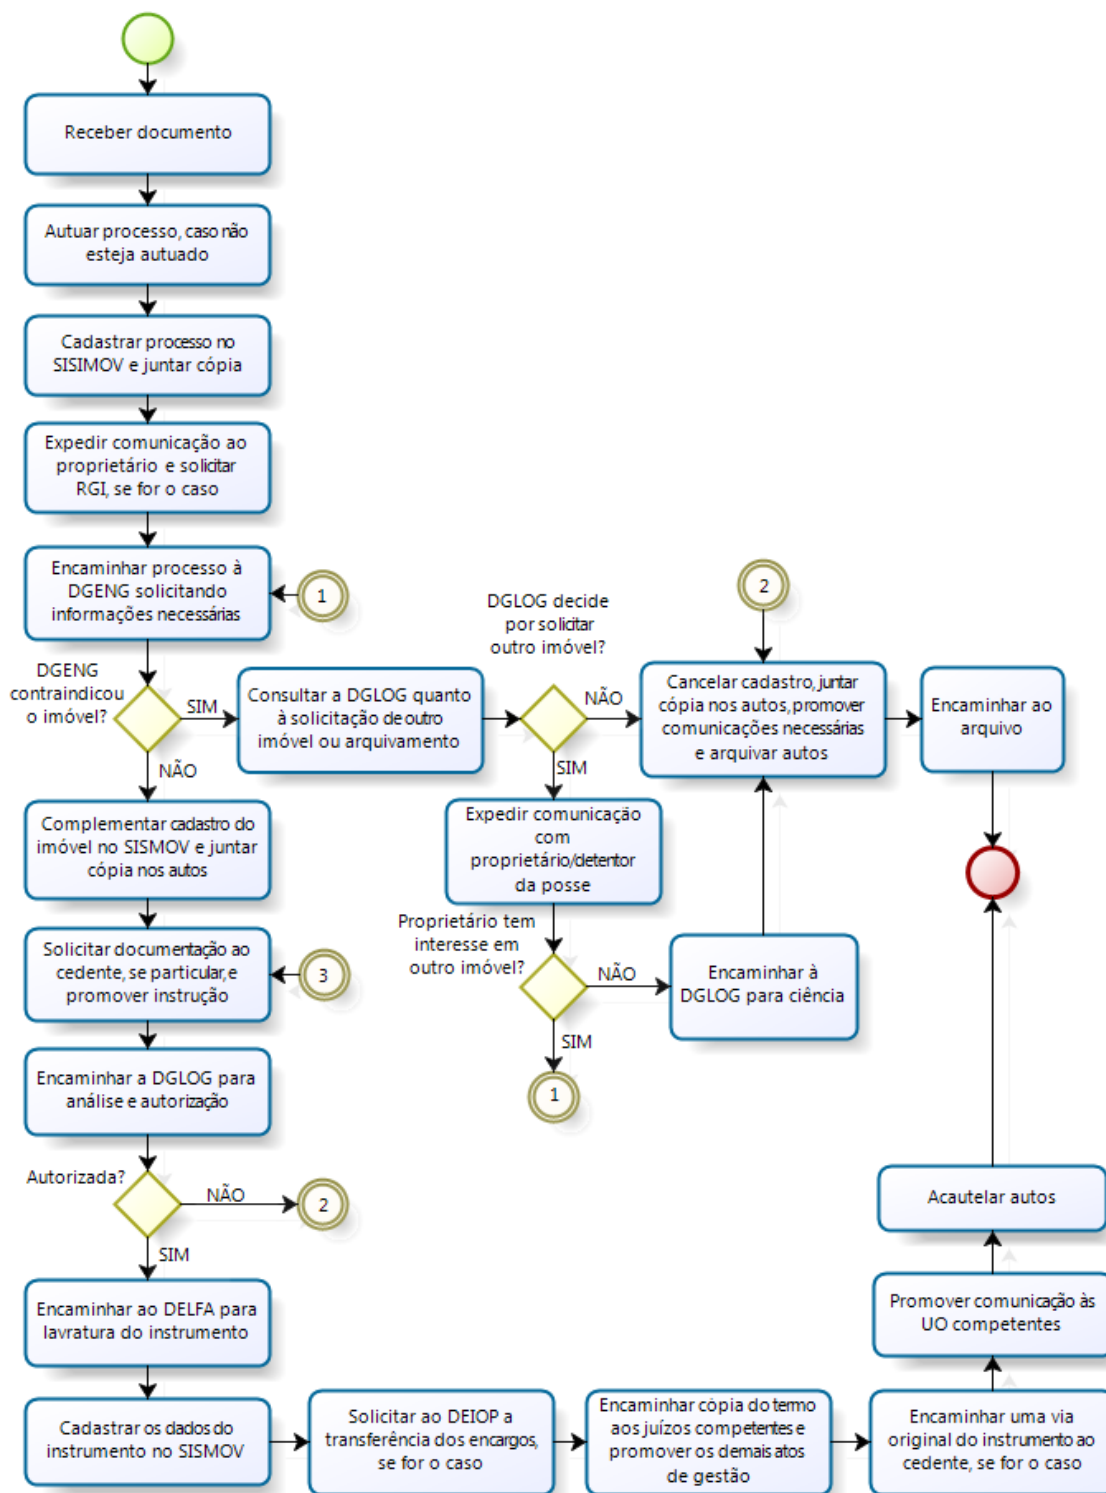 Receber documento
Autuar processo, caso não
esteja autuado
Cadastrar processo no
SISIMOV e juntar cópia
Expedir comunicação ao
proprietário e solicitar
RGI, se for o caso
Encaminhar processo à
DGENG solicitando
informações necessárias
1
DGENG
contraindicou
o imóvel?
SIM
NÃO
Consultar a DGLOG quanto
à solicitação de outro
imóvel ou arquivamento
DGLOG decide
por solicitar
outro imóvel?
NÃO
SIM
2
Cancelar cadastro, juntar
cópia nos autos, promover
comunicações necessárias
e arquivar autos
Encaminhar ao
arquivo
Expedir comunicação
com
proprietário/detentor
da posse
Proprietário tem
interesse em
outro imóvel?
NÃO
SIM
Encaminhar à
DGLOG para ciência
1
Complementar cadastro do
imóvel no SISMOV e juntar
cópia nos autos
Solicitar documentação ao
cedente, se particular, e
promover instrução
3
Encaminhar a DGLOG para
análise e autorização
Autorizada?
NÃO
2
SIM
Encaminhar ao DELFA para
lavratura do instrumento
Cadastrar os dados do
instrumento no SISMOV
Solicitar ao DEIOP a
transferência dos encargos,
se for o caso
Encaminhar cópia do termo
aos juízos competentes e
promover os demais atos
de gestão
Encaminhar uma via
original do instrumento ao
cedente, se for o caso
Promover comunicação às
UO competentes
Acautelar autos